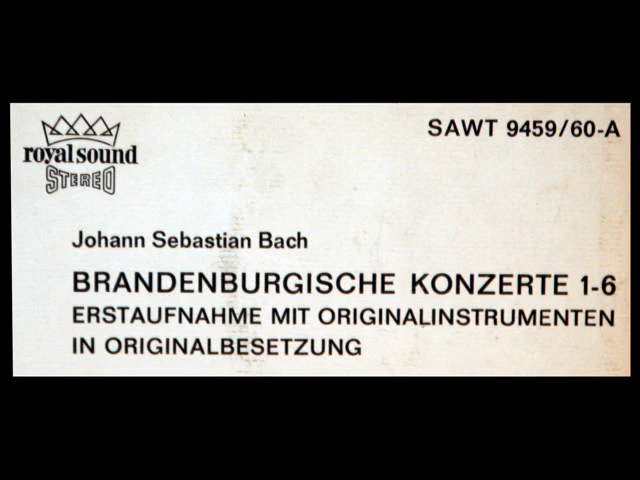 SAWT 9459/60-A
royal sound
STEREO
Johann Sebastian Bach
BRANDENBURGISCHE KONZERTE 1-6
ERSTAUFNAHME MIT ORIGINALINSTRUMENTEN
IN ORIGINALBESETZUNG